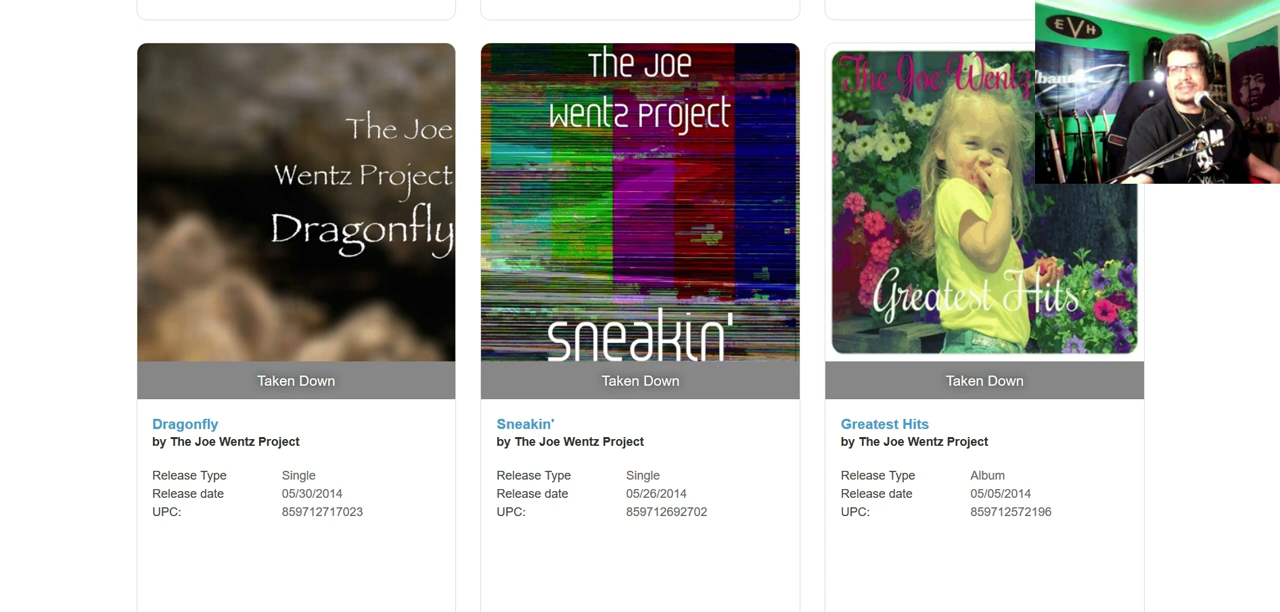 The Joe
Wentz Project
Dragonfly
Taken Down
Dragonfly
by The Joe Wentz Project
Release Type Single
Release date 05/30/2014
UPC: 859712717023
The Joe
Wentz Project
sneakin'
Taken Down
Sneakin'
by The Joe Wentz Project
Release Type Single
Release date 05/26/2014
UPC: 859712692702
The Joe Wentz
Greatest Hits
Taken Down
Greatest Hits
by The Joe Wentz Project
Release Type Album
Release date 05/05/2014
UPC: 859712572196
EVH